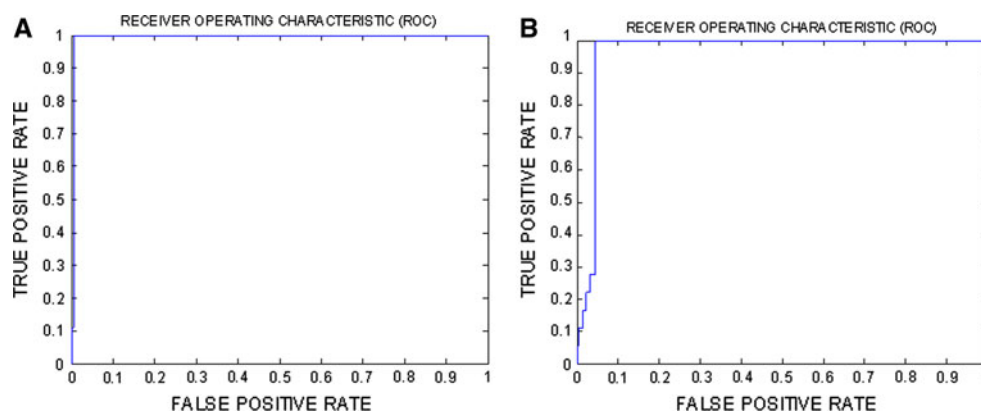 A
RECEIVER OPERATING CHARACTERISTIC (ROC)
1
0.9
0.8
0.7
0.6
0.5
0.4
0.3
0.2
0.1
0
TRUE POSITIVE RATE
0 0.1 0.2 0.3 0.4 0.5 0.6 0.7 0.8 0.9 1
FALSE POSITIVE RATE
B
RECEIVER OPERATING CHARACTERISTIC (ROC)
1
0.9
0.8
0.7
0.6
0.5
0.4
0.3
0.2
0.1
0
TRUE POSITIVE RATE
0 0.1 0.2 0.3 0.4 0.5 0.6 0.7 0.8 0.9
FALSE POSITIVE RATE